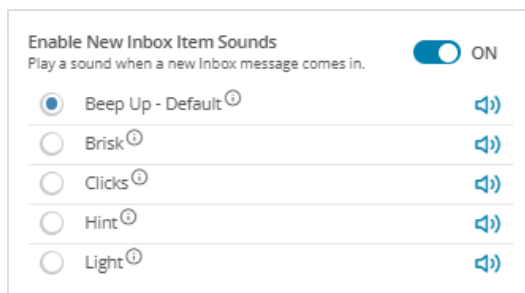 Enable New Inbox Item Sounds
ON
Play a sound when a new Inbox message comes in.
Beep Up - Default
Brisk
Clicks
Hint
Light